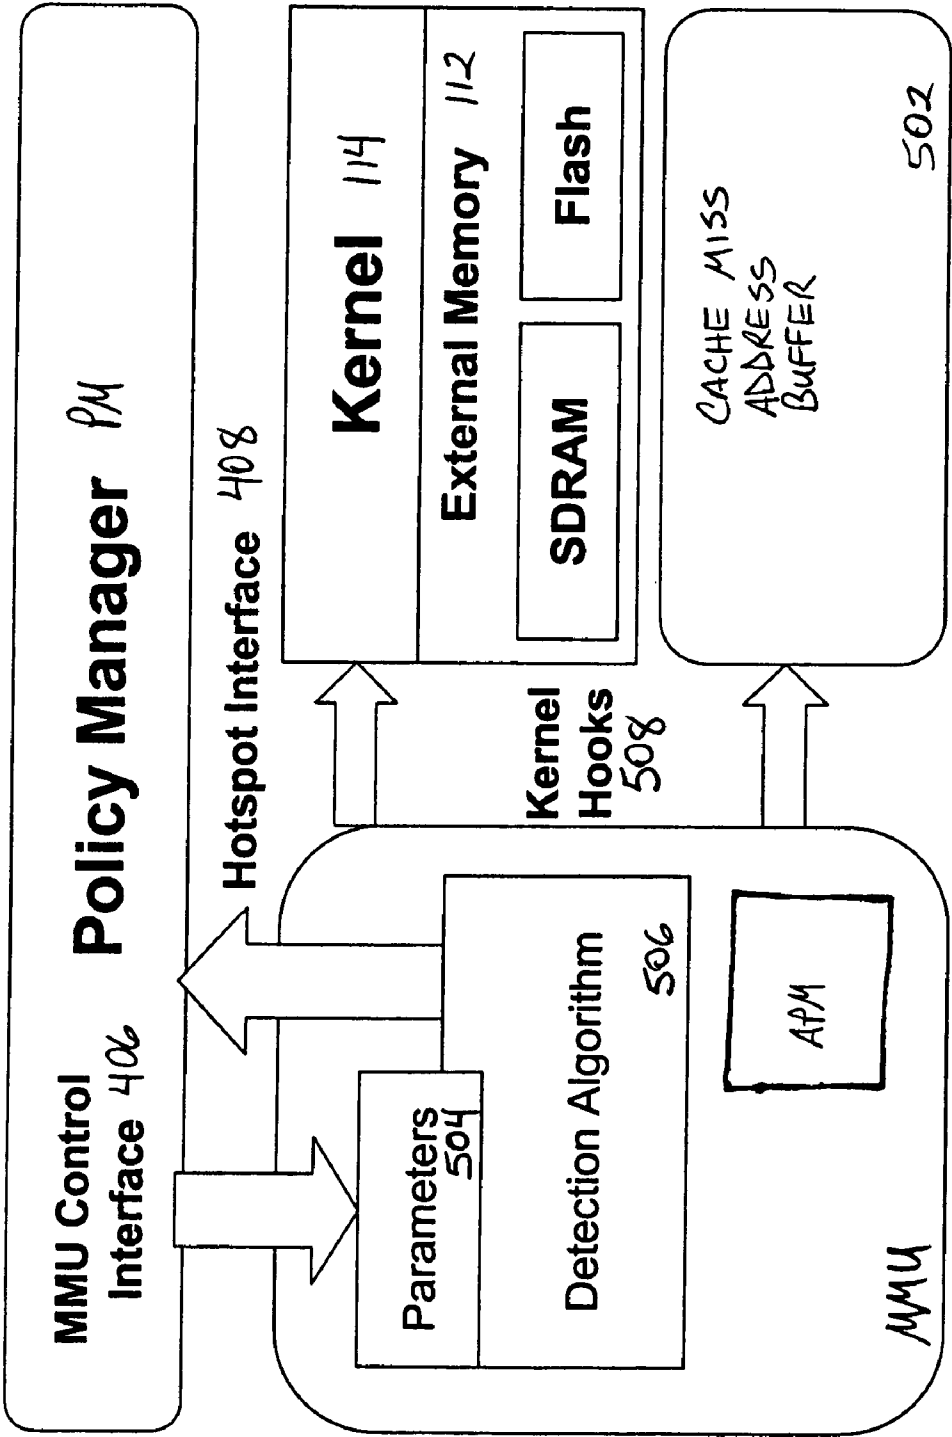 MMU Control
Interface 406
Policy Manager PM
Hotspot Interface 408
Parameters
504
Detection Algorithm
506
APM
MMU
Kernel
Hooks
508
Kernel 114
External Memory 112
SDRAM
Flash
CACHE MISS
ADDRESS
BUFFER
502